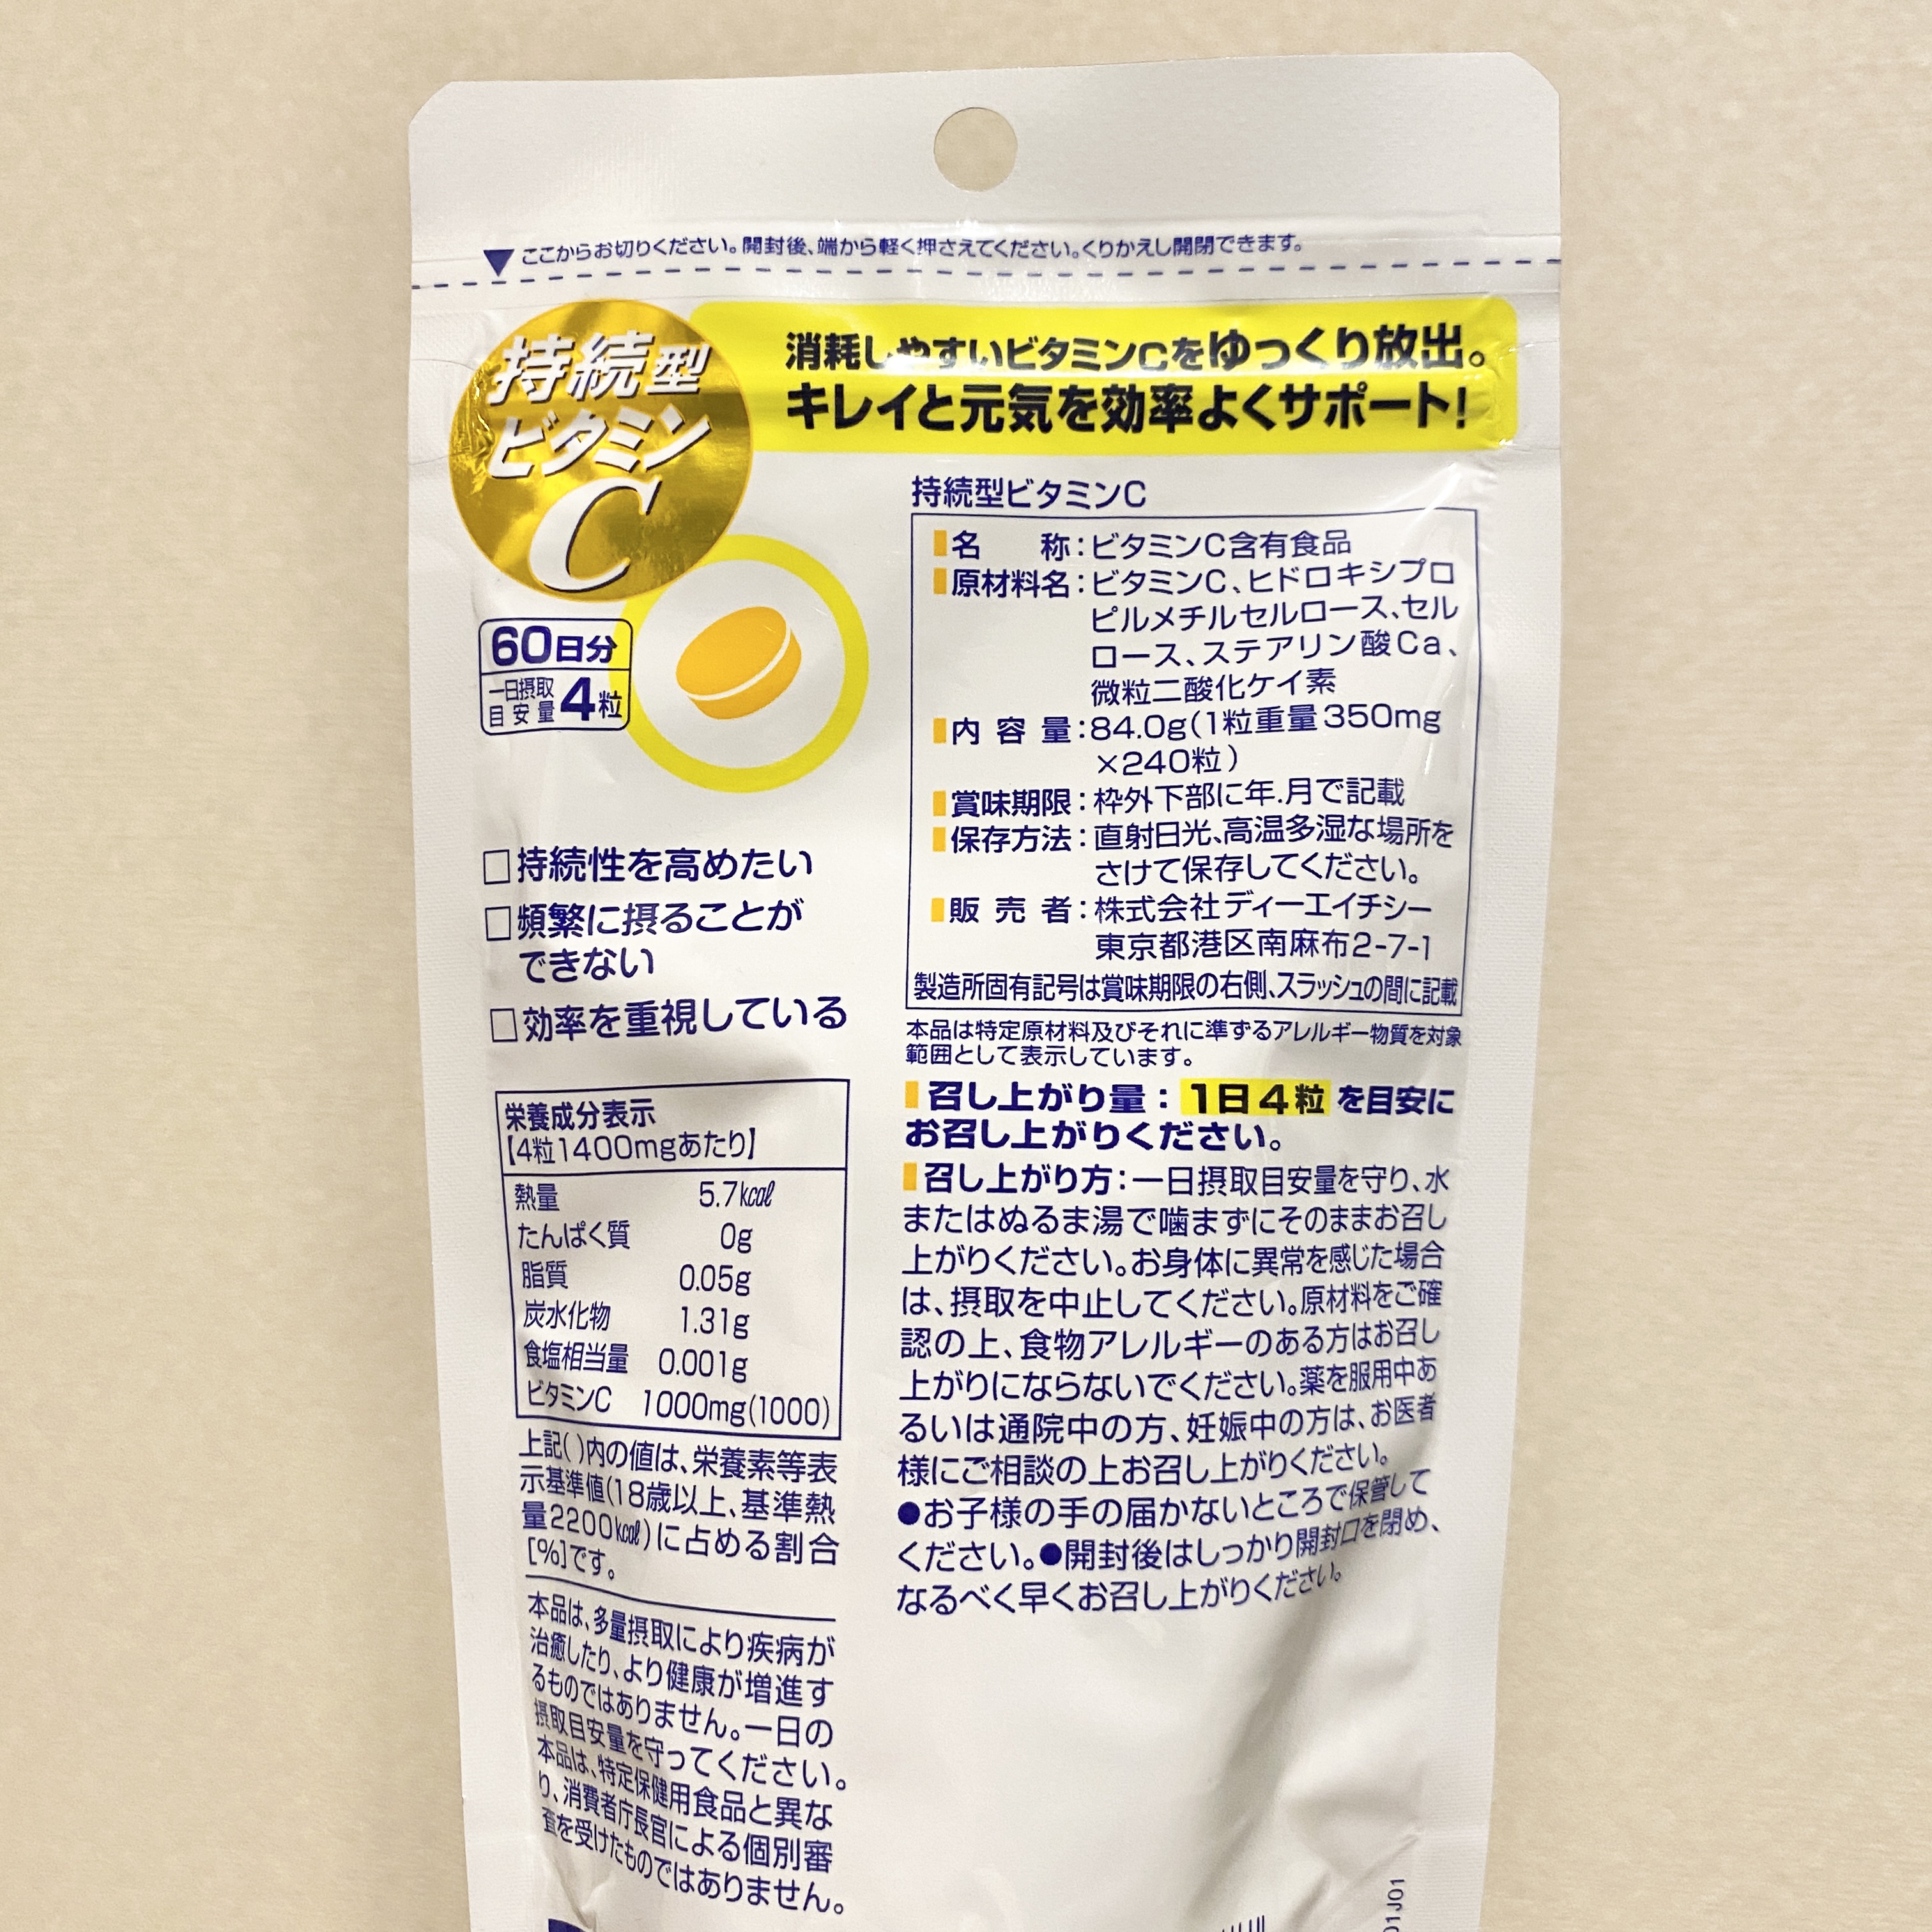 ▼ここからお切りください。開封後、端から軽く押さえてください。くりかえし開閉できます。
持続型
ビタミン
C
消耗しやすいビタミンCをゆっくり放出。
キレイと元気を効率よくサポート!
60日分
一日摂取
目安量 4粒
□持続性を高めたい
□頻繁に摂ることが
できない
□効率を重視している
栄養成分表示
【4粒1400mgあたり】
熱量 5.7kcal
たんぱく質 0g
脂質 0.05g
炭水化物 1.31g
食塩相当量 0.001g
ビタミンC 1000mg(1000)
上記( )内の値は、栄養素等表
示基準値(18歳以上、基準熱
量2200kcal)に占める割合
[%]です。
本品は、多量摂取により疾病が
治癒したり、より健康が増進す
るものではありません。一日の
摂取目安量を守ってください。
本品は、特定保健用食品と異な
り、消費者庁長官による個別審
査を受けたものではありません。
持続型ビタミンC
名 称:ビタミンC含有食品
原材料名:ビタミンC、ヒドロキシプロ
ピルメチルセルロース、セル
ロース、ステアリン酸Ca、
微粒二酸化ケイ素
内容量:84.0g(1粒重量350mg
×240粒)
賞味期限:枠外下部に年.月で記載
保存方法:直射日光、高温多湿な場所を
さけて保存してください。
販売者:株式会社ディーエイチシー
東京都港区南麻布2-7-1
製造所固有記号は賞味期限の右側、スラッシュの間に記載
本品は特定原材料及びそれに準ずるアレルギー物質を対象
範囲として表示しています。
召し上がり量:1日4粒を目安に
お召し上がりください。
召し上がり方:一日摂取目安量を守り、水
またはぬるま湯で噛まずにそのままお召し
上がりください。お身体に異常を感じた場合
は、摂取を中止してください。原材料をご確
認の上、食物アレルギーのある方はお召し
上がりにならないでください。薬を服用中あ
るいは通院中の方、妊娠中の方は、お医者
様にご相談の上お召し上がりください。
●お子様の手の届かないところで保管して
ください。●開封後はしっかり開封口を閉め、
なるべく早くお召し上がりください。
01J01